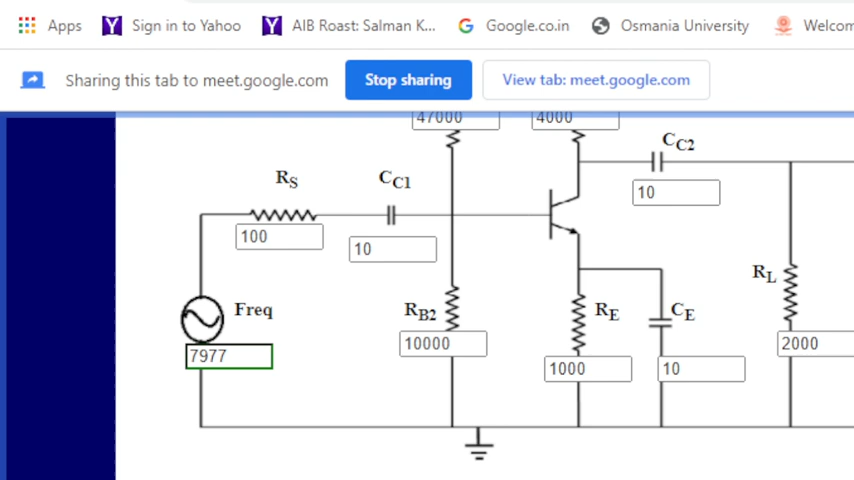 Apps Sign in to Yahoo AIB Roast: Salman K... Google.co.in Osmania University Welcom
Sharing this tab to meet.google.com Stop sharing View tab: meet.google.com
47000 4000
CC2
RS CC1
10
100
10
RL
Freq RB2 RE CE
7977 10000 2000
1000 10